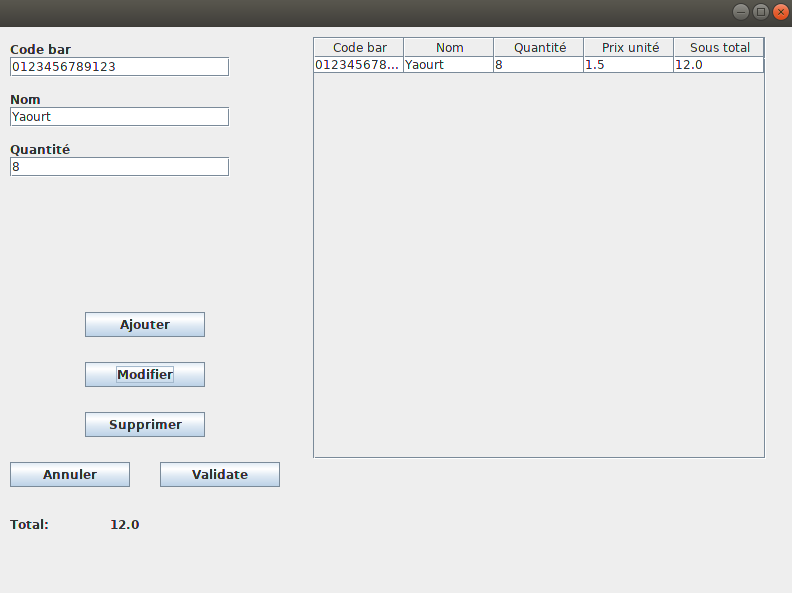 Code bar
0123456789123
Nom
Yaourt
Quantité
8
Ajouter
Modifier
Supprimer
Annuler Validate
Total: 12.0
Code bar Nom Quantité Prix unité Sous total
012345678... Yaourt 8 1.5 12.0